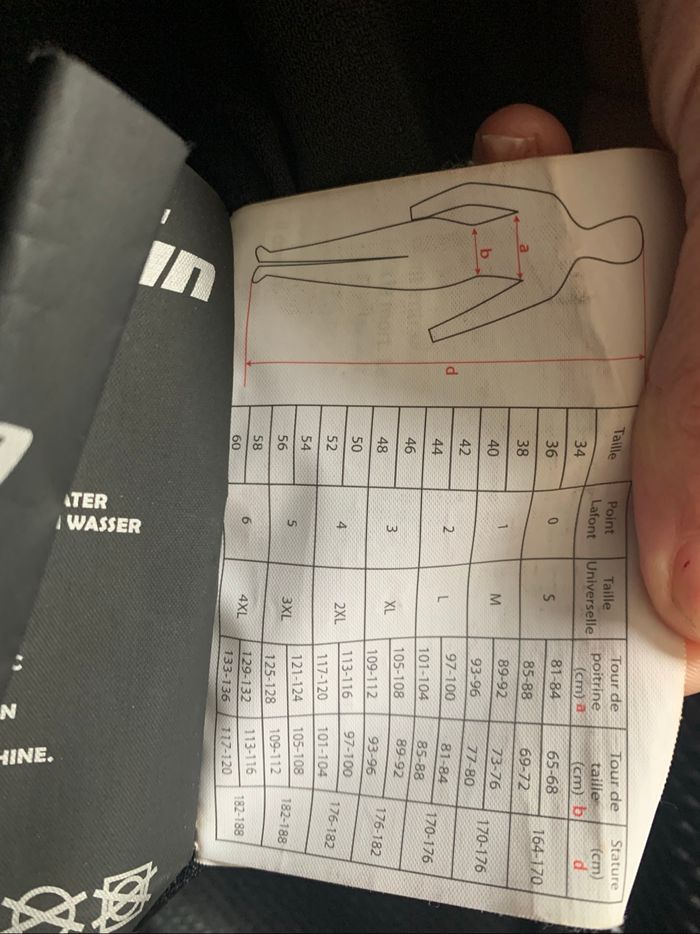 a
b
d
Taille Point Lafont Taille Universelle Tour de poitrine (cm) a Tour de taille (cm) b Stature (cm) d
34 0 S 81-84 65-68 164-170
36 85-88 69-72
38 1 M 89-92 73-76 170-176
40 93-96 77-80
42 2 L 97-100 81-84 170-176
44 101-104 85-88
46 3 XL 105-108 89-92 176-182
48 109-112 93-96
50 4 2XL 113-116 97-100 176-182
52 117-120 101-104
54 5 3XL 121-124 105-108 182-188
56 125-128 109-112
58 6 4XL 129-132 113-116 182-188
60 133-136 117-120
ATER
WASSER
N
HINE.